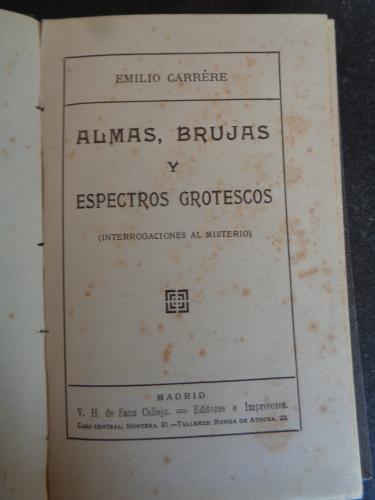 EMILIO CARRÈRE
ALMAS, BRUJAS
Y
ESPECTROS GROTESCOS
(INTERROGACIONES AL MISTERIO)
MADRID
V. H. de Sanz Calleja. — Editores e Impresores.
CASA CENTRAL: MONTERA, 31.—TALLERES: RONDA DE ATOCHA, 23.